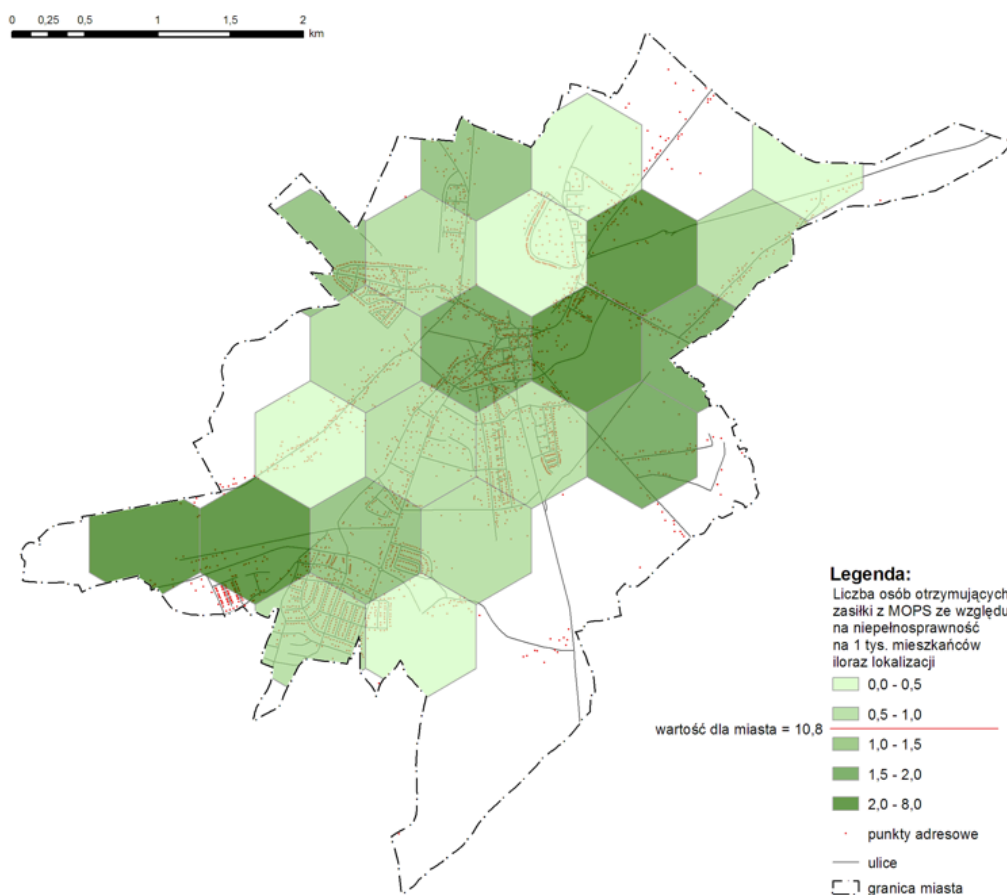 0 0,25 0,5 1 1,5 2
km
Legenda:
Liczba osób otrzymujących
zasiłki z MOPS ze względu
na niepełnosprawność
na 1 tys. mieszkańców
iloraz lokalizacji
0,0 - 0,5
0,5 - 1,0
wartość dla miasta = 10,8
1,0 - 1,5
1,5 - 2,0
2,0 - 8,0
punkty adresowe
ulice
granica miasta